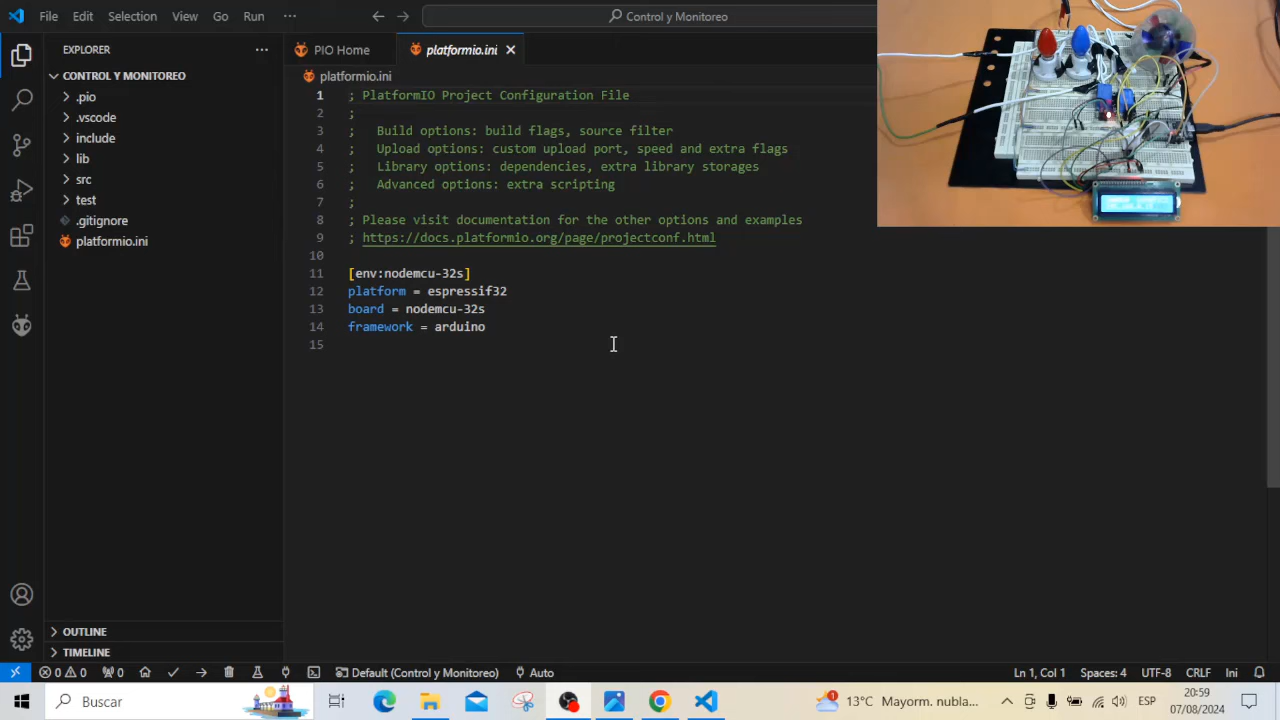 File Edit Selection View Go Run ··· Control y Monitoreo
EXPLORER ···
PIO Home platformio.ini
CONTROL Y MONITOREO
.pio
.vscode
include
lib
src
test
.gitignore
platformio.ini
platformio.ini
1 PlatformIO Project Configuration File
2 ;
3 ; Build options: build flags, source filter
4 ; Upload options: custom upload port, speed and extra flags
5 ; Library options: dependencies, extra library storages
6 ; Advanced options: extra scripting
7 ;
8 ; Please visit documentation for the other options and examples
9 ; https://docs.platformio.org/page/projectconf.html
10
11 [env:nodemcu-32s]
12 platform = espressif32
13 board = nodemcu-32s
14 framework = arduino
15
OUTLINE
TIMELINE
0 0 0 Default (Control y Monitoreo) Auto Ln 1, Col 1 Spaces: 4 UTF-8 CRLF Ini
Buscar 1 13°C Mayorm. nubla... ESP 20:59
07/08/2024